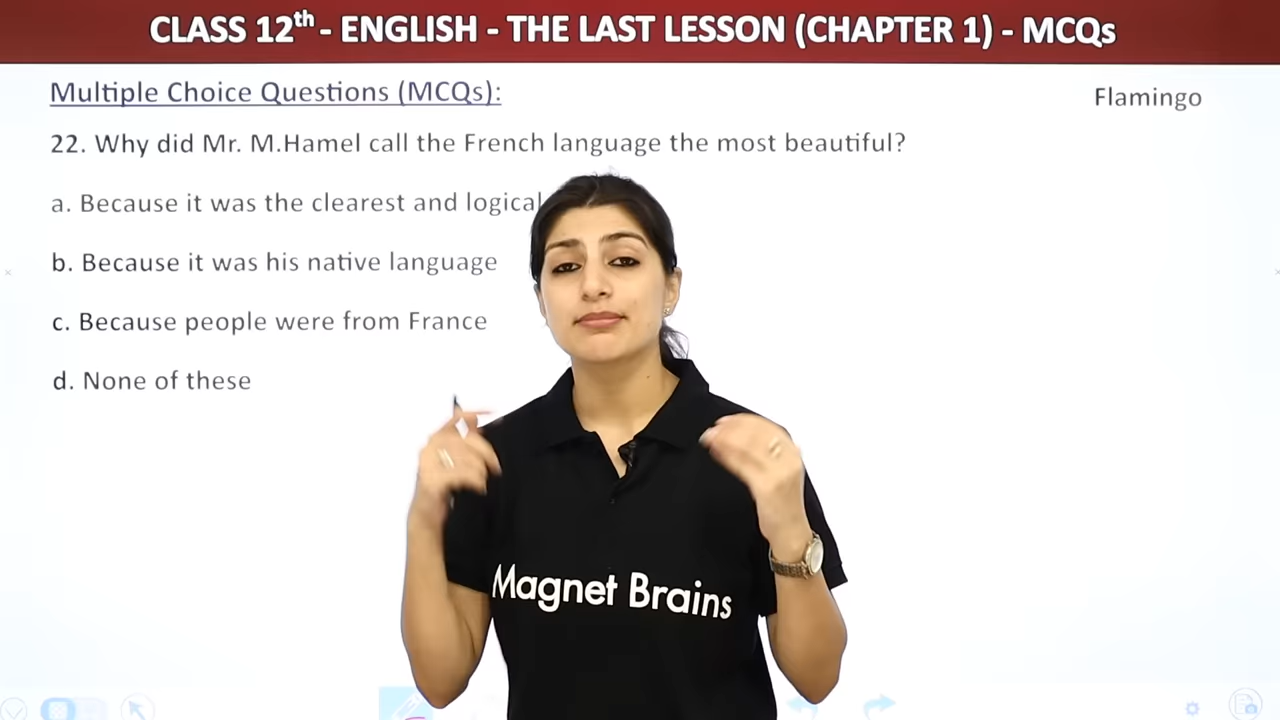 CLASS 12th - ENGLISH - THE LAST LESSON (CHAPTER 1) - MCQs
Multiple Choice Questions (MCQs):
Flamingo
22. Why did Mr. M.Hamel call the French language the most beautiful?
a. Because it was the clearest and logical
b. Because it was his native language
c. Because people were from France
d. None of these
Magnet Brains